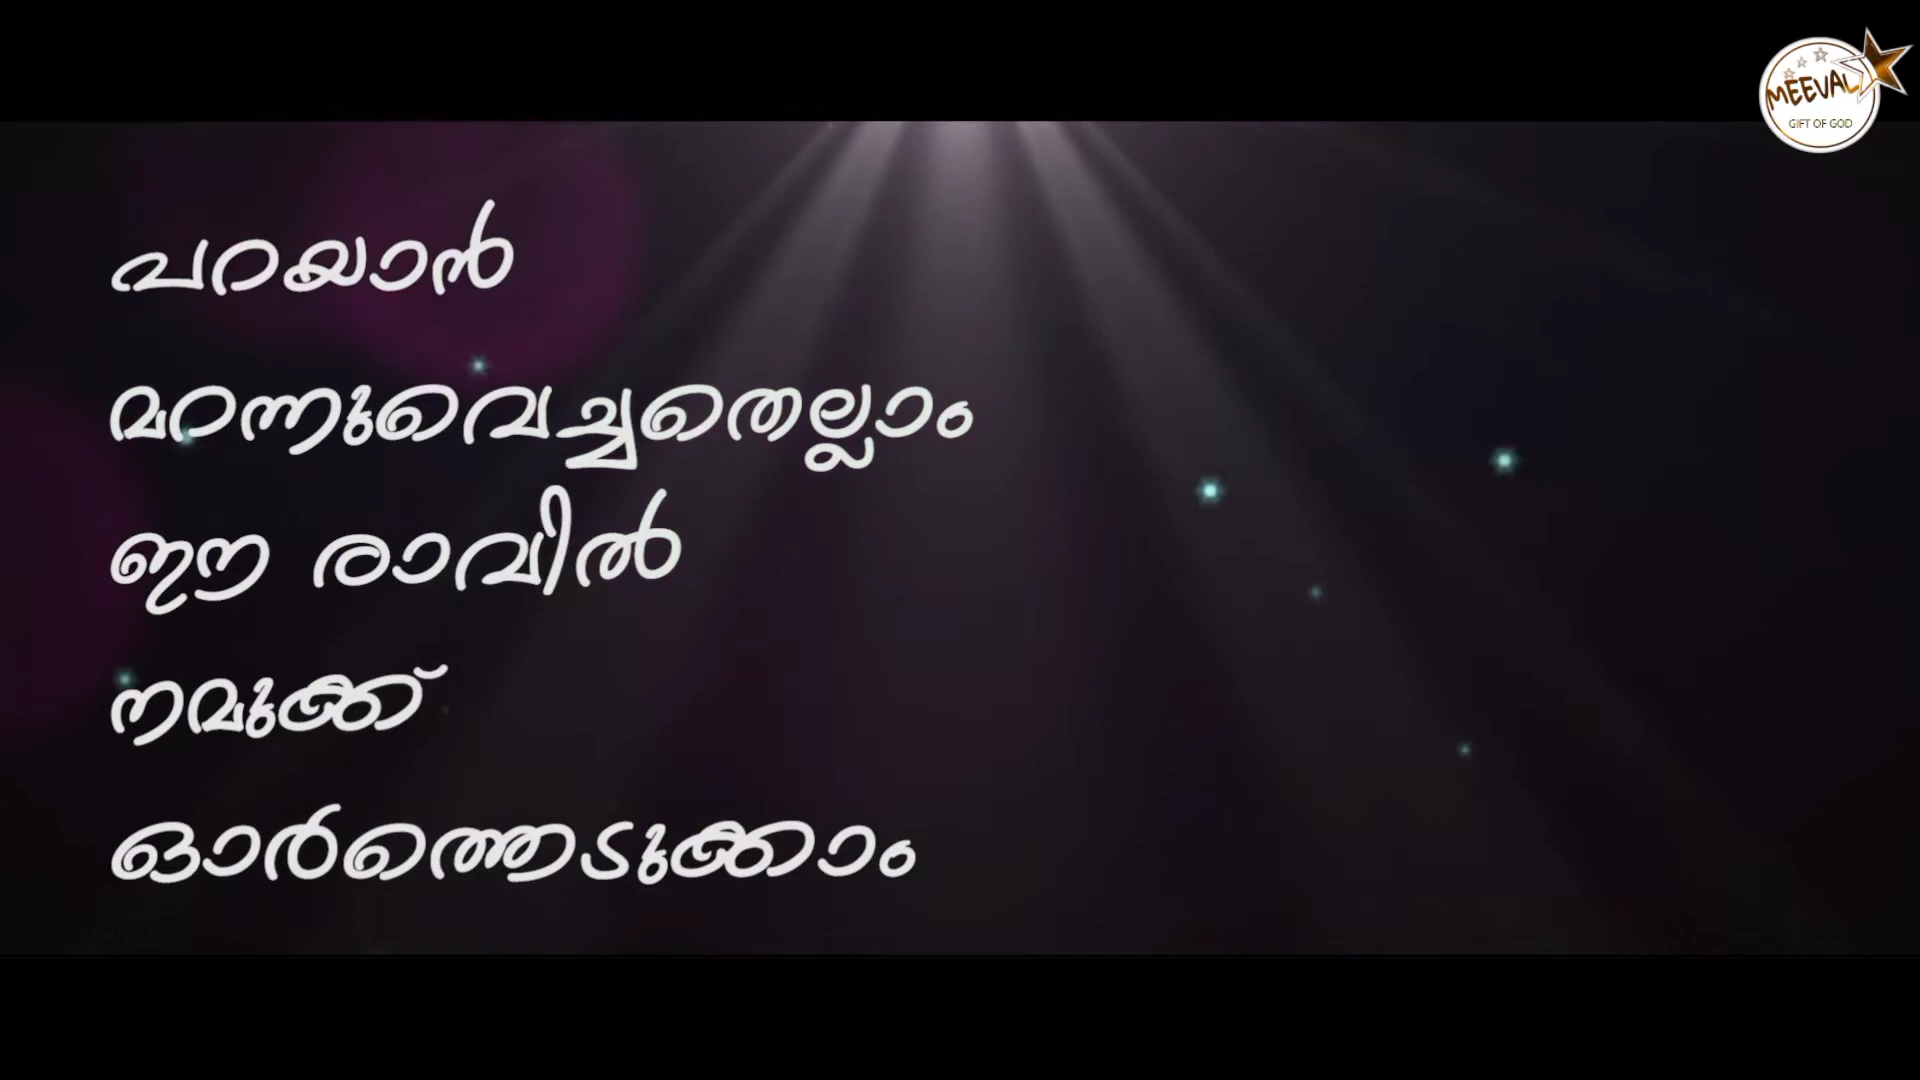 MEEVAL
GIFT OF GOD
പറയാൻ
മറന്നുവെച്ചതെല്ലാം
ഈ രാവിൽ
നമുക്ക്
ഓർത്തെടുക്കാം